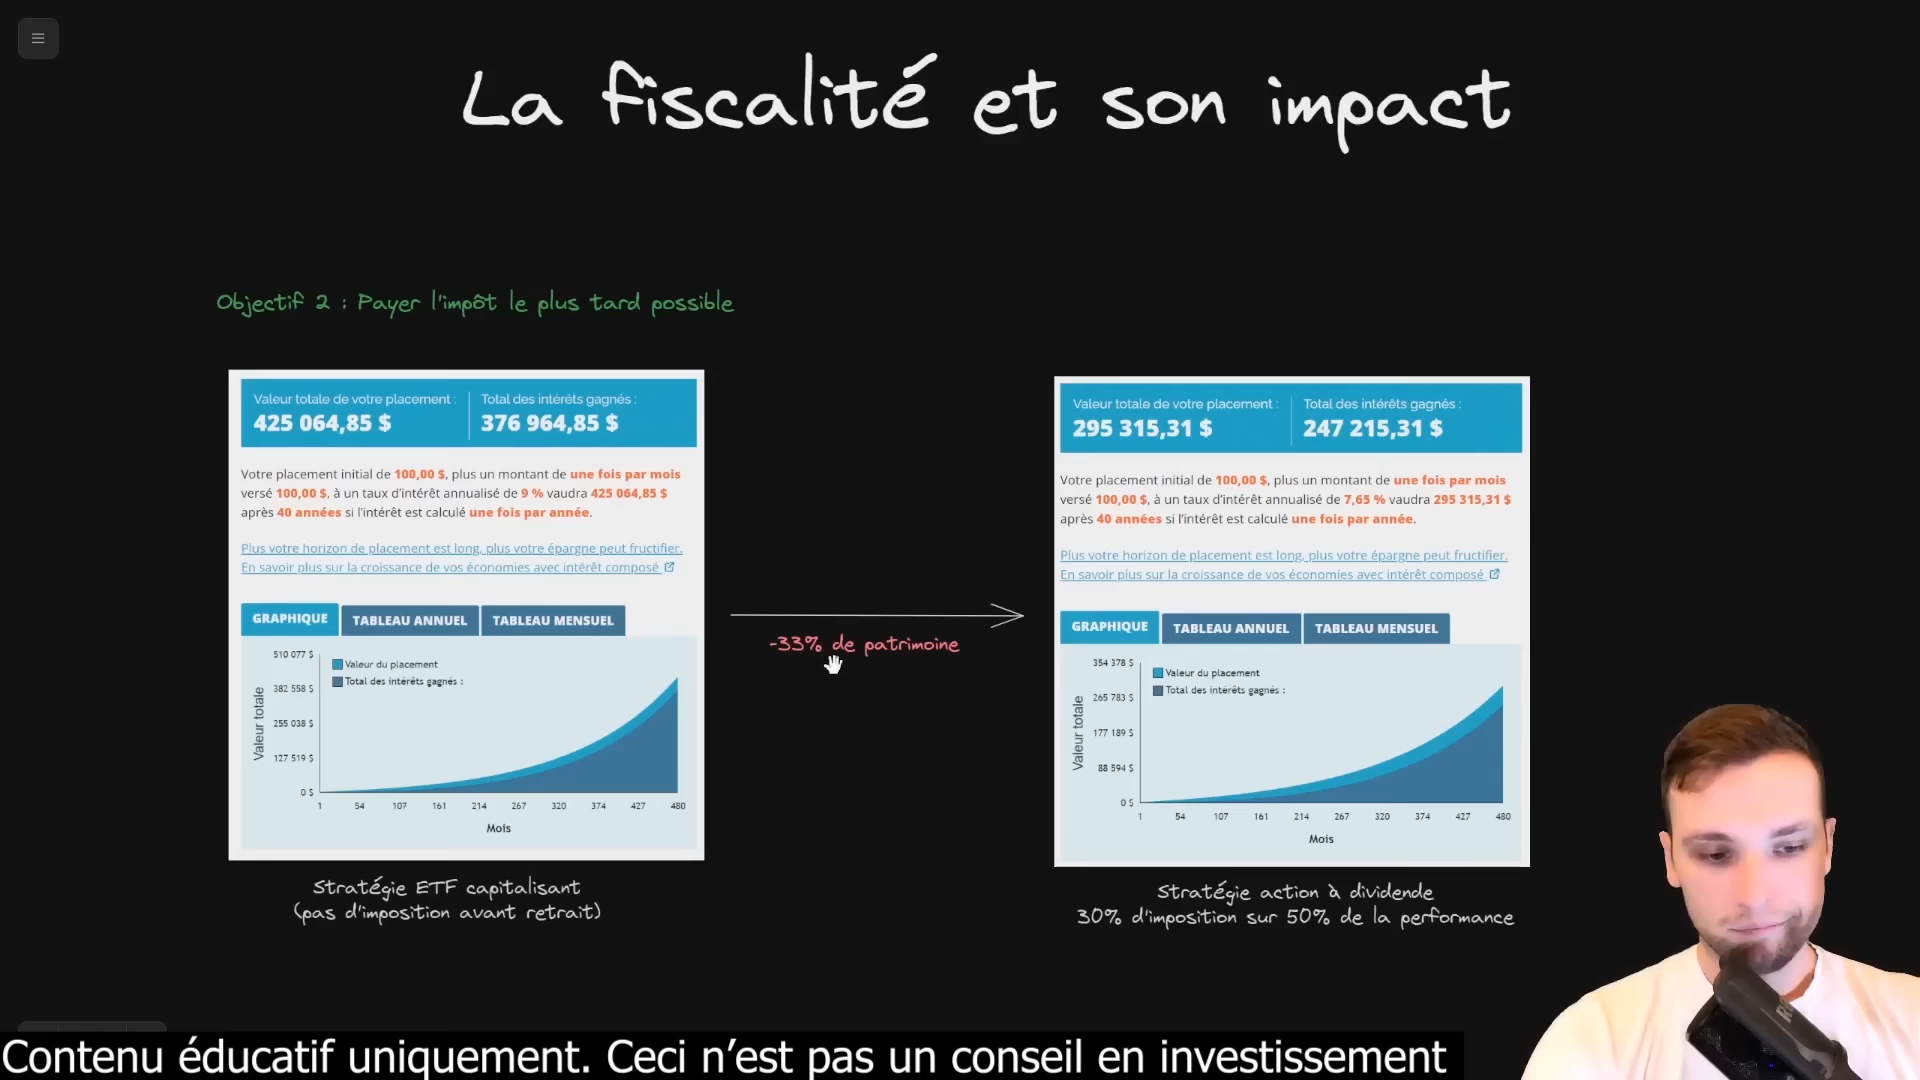 La fiscalité et son impact
Objectif 2 : Payer l'impôt le plus tard possible
Valeur totale de votre placement :
425 064,85 $
Total des intérêts gagnés :
376 964,85 $
Votre placement initial de 100,00 $, plus un montant de une fois par mois
versé 100,00 $, à un taux d'intérêt annualisé de 9 % vaudra 425 064,85 $
après 40 années si l'intérêt est calculé une fois par année.
Plus votre horizon de placement est long, plus votre épargne peut fructifier.
En savoir plus sur la croissance de vos économies avec intérêt composé
GRAPHIQUE
TABLEAU ANNUEL
TABLEAU MENSUEL
Valeur totale
510 077 $
382 558 $
255 038 $
127 519 $
0 $
Valeur du placement
Total des intérêts gagnés :
1 54 107 161 214 267 320 374 427 480
Mois
Stratégie ETF capitalisant
(pas d'imposition avant retrait)
-33% de patrimoine
Valeur totale de votre placement :
295 315,31 $
Total des intérêts gagnés :
247 215,31 $
Votre placement initial de 100,00 $, plus un montant de une fois par mois
versé 100,00 $, à un taux d'intérêt annualisé de 7,65 % vaudra 295 315,31 $
après 40 années si l'intérêt est calculé une fois par année.
Plus votre horizon de placement est long, plus votre épargne peut fructifier.
En savoir plus sur la croissance de vos économies avec intérêt composé
GRAPHIQUE
TABLEAU ANNUEL
TABLEAU MENSUEL
Valeur totale
354 378 $
265 783 $
177 189 $
88 594 $
0 $
Valeur du placement
Total des intérêts gagnés :
1 54 107 161 214 267 320 374 427 480
Mois
Stratégie action à dividende
30% d'imposition sur 50% de la performance
Contenu éducatif uniquement. Ceci n'est pas un conseil en investissement